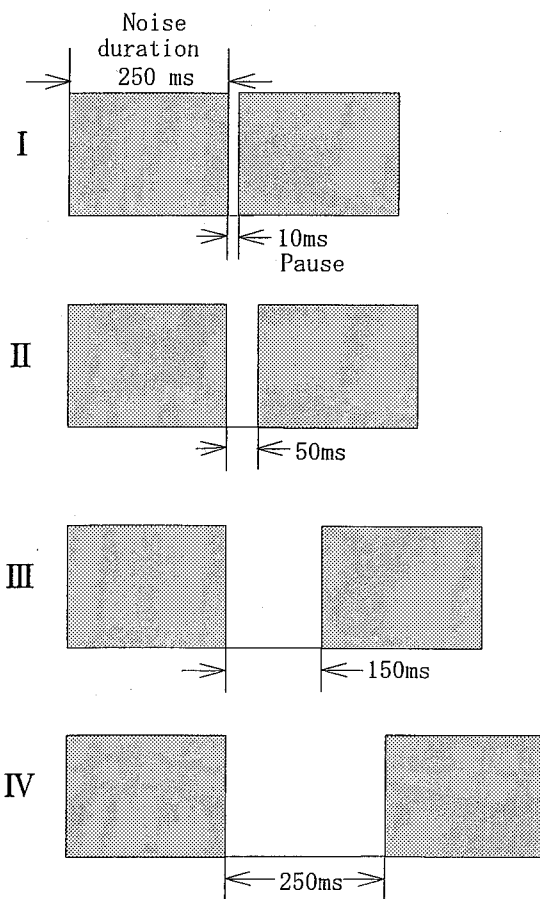 Noise
duration
250 ms
Ⅰ
10ms
Pause
Ⅱ
50ms
Ⅲ
150ms
Ⅳ
250ms